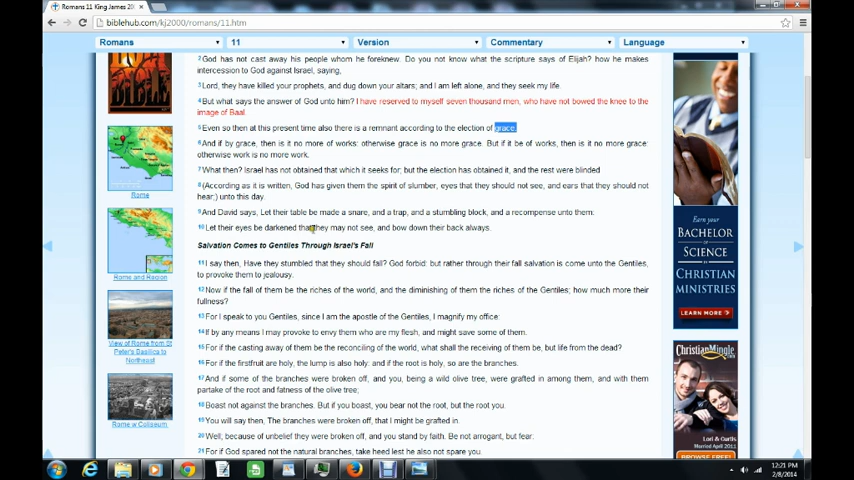 Romans 11 King James 20
biblehub.com/kj2000/romans/11.htm
Romans 11 Version Commentary Language
BIBLE
Rome
Rome and Region
View of Rome from St
Peter's Basilica to
Northeast
Rome w Coliseum
2 God has not cast away his people whom he foreknew. Do you not know what the scripture says of Elijah? how he makes
intercession to God against Israel, saying,
3 Lord, they have killed your prophets, and dug down your altars; and I am left alone, and they seek my life.
4 But what says the answer of God unto him? I have reserved to myself seven thousand men, who have not bowed the knee to the
image of Baal.
5 Even so then at this present time also there is a remnant according to the election of grace.
6 And if by grace, then is it no more of works: otherwise grace is no more grace. But if it be of works, then is it no more grace:
otherwise work is no more work.
7 What then? Israel has not obtained that which it seeks for; but the election has obtained it, and the rest were blinded
8 (According as it is written, God has given them the spirit of slumber, eyes that they should not see, and ears that they should not
hear;) unto this day.
9 And David says, Let their table be made a snare, and a trap, and a stumbling block, and a recompense unto them:
10 Let their eyes be darkened that they may not see, and bow down their back always.
Salvation Comes to Gentiles Through Israel's Fall
11 I say then, Have they stumbled that they should fall? God forbid: but rather through their fall salvation is come unto the Gentiles,
to provoke them to jealousy.
12 Now if the fall of them be the riches of the world, and the diminishing of them the riches of the Gentiles; how much more their
fullness?
13 For I speak to you Gentiles, since I am the apostle of the Gentiles, I magnify my office:
14 If by any means I may provoke to envy them who are my flesh, and might save some of them.
15 For if the casting away of them be the reconciling of the world, what shall the receiving of them be, but life from the dead?
16 For if the firstfruit are holy, the lump is also holy: and if the root is holy, so are the branches.
17 And if some of the branches were broken off, and you, being a wild olive tree, were grafted in among them, and with them
partake of the root and fatness of the olive tree;
18 Boast not against the branches. But if you boast, you bear not the root, but the root you.
19 You will say then, The branches were broken off, that I might be grafted in.
20 Well; because of unbelief they were broken off, and you stand by faith. Be not arrogant, but fear:
21 For if God spared not the natural branches, take heed lest he also not spare you.
Earn your
BACHELOR
OF
SCIENCE
IN
CHRISTIAN
MINISTRIES
LEARN MORE
ChristianMingle
Lori & Curtis
Married April 2011
BROWSE FREE
12:21 PM
2/8/2014